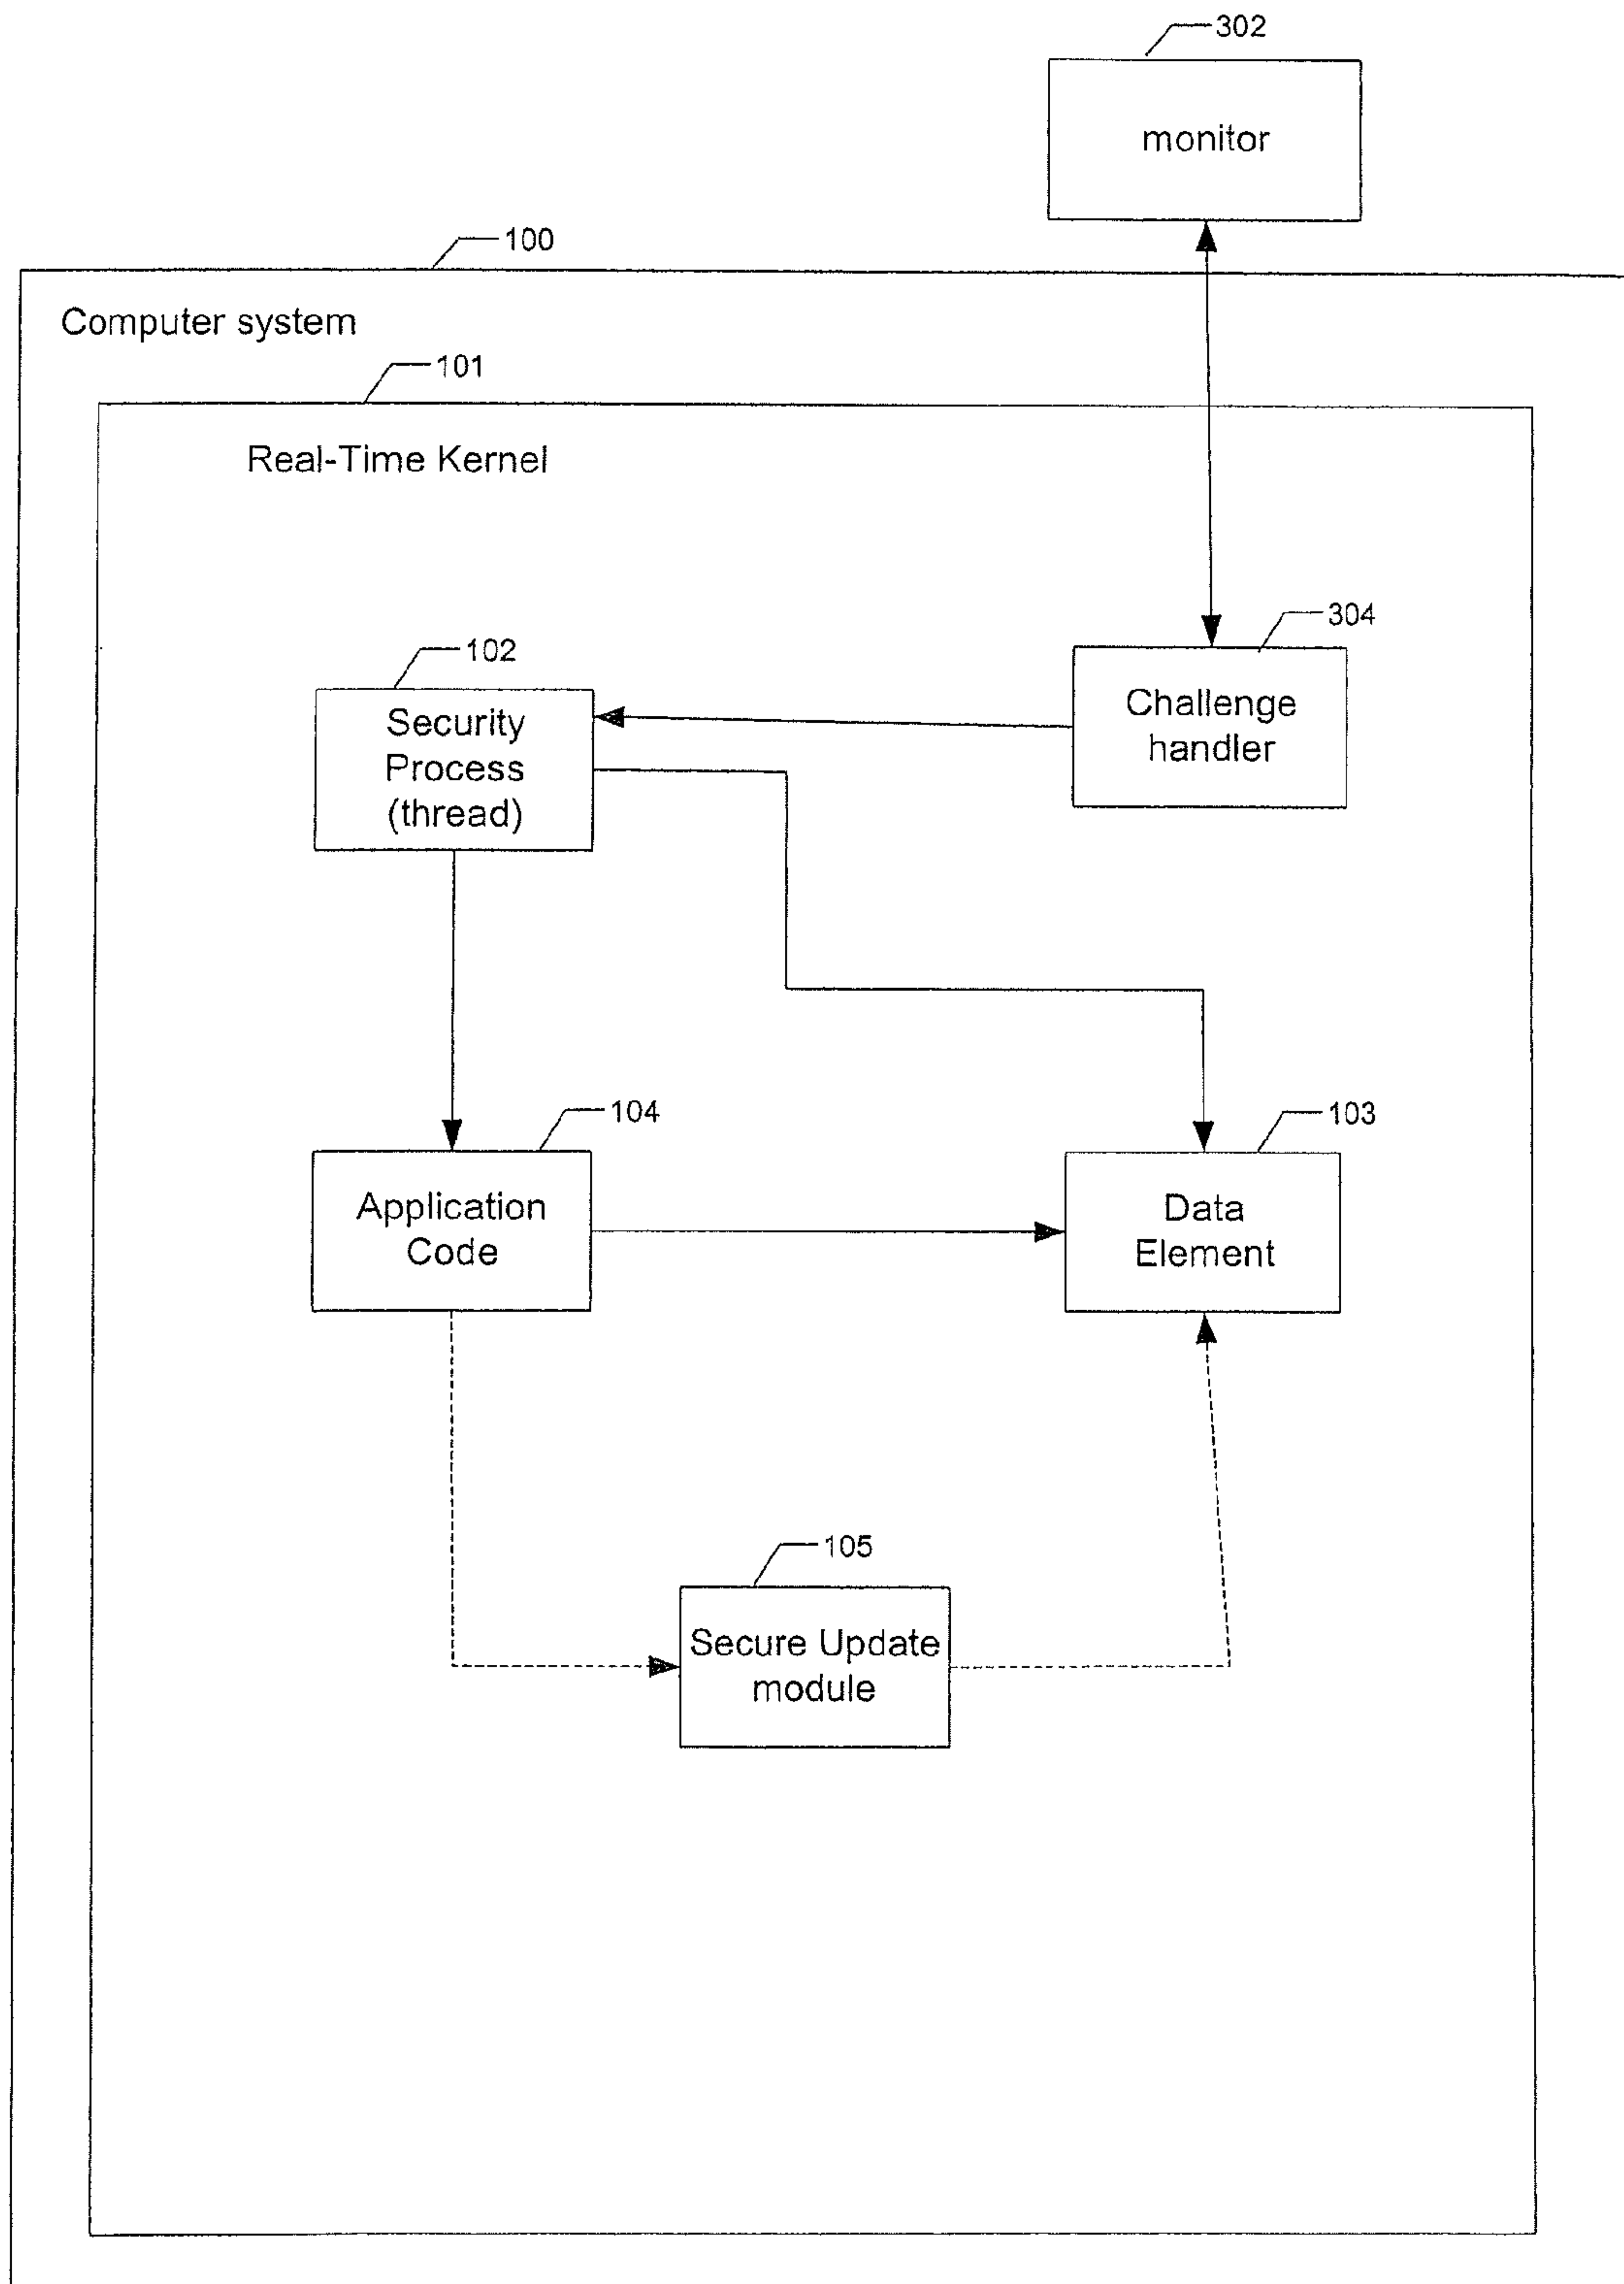 302
monitor
100
Computer system
101
Real-Time Kernel
304
102
Challenge
handler
Security
Process
(thread)
104
103
Application
Code
Data
Element
105
Secure Update
module